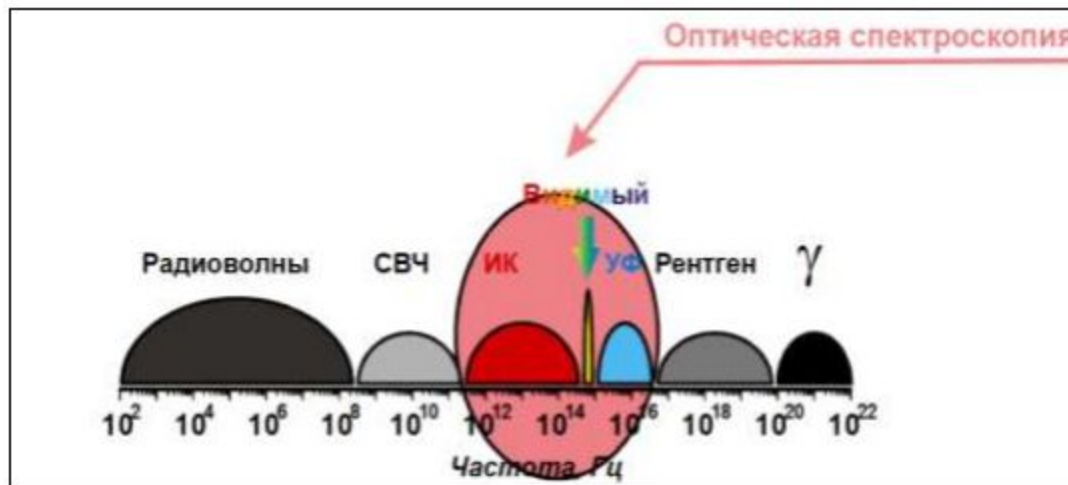 Оптическая спектроскопия
Видимый
Радиоволны СВЧ ИК УФ Рентген γ
10² 10⁴ 10⁶ 10⁸ 10¹⁰ 10¹² 10¹⁴ 10¹⁶ 10¹⁸ 10²⁰ 10²²
Частота, Гц